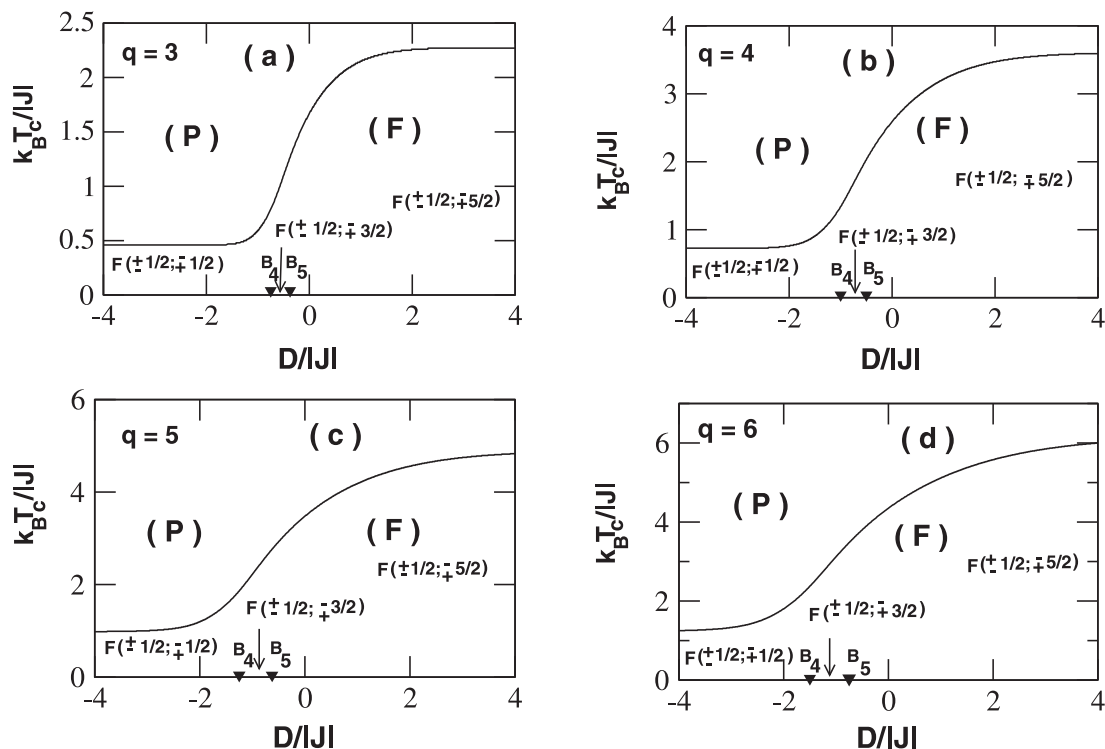 2.5
q = 3
( a )
2
1.5
( P )
( F )
1
F(± 1/2;∓ 3/2)
F(±1/2;∓5/2)
0.5
F(±1/2;∓ 1/2)
B4
B5
0
-4
-2
0
2
4
kBTc/|J|
D/|J|
4
q = 4
( b )
3
( P )
( F )
2
F(±1/2; ∓ 5/2)
F(± 1/2; ∓ 3/2)
1
F(±1/2;∓1/2)
B4
B5
0
-4
-2
0
2
4
kBTc/|J|
D/|J|
6
q = 5
( c )
4
( P )
( F )
F(±1/2;∓5/2)
2
F(± 1/2; ∓3/2)
F(± 1/2;∓1/2)
B4
B5
0
-4
-2
0
2
4
kBTc/|J|
D/|J|
6
q = 6
( d )
( P )
( F )
4
F(±1/2;∓5/2)
F(± 1/2;∓3/2)
2
F(±1/2;∓1/2)
B4
B5
0
-4
-2
0
2
4
kBTc/|J|
D/|J|